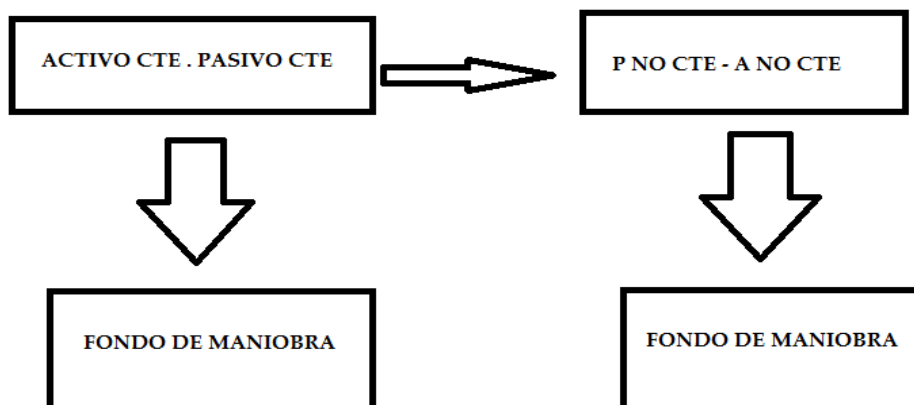 ACTIVO CTE . PASIVO CTE
P NO CTE - A NO CTE
FONDO DE MANIOBRA
FONDO DE MANIOBRA